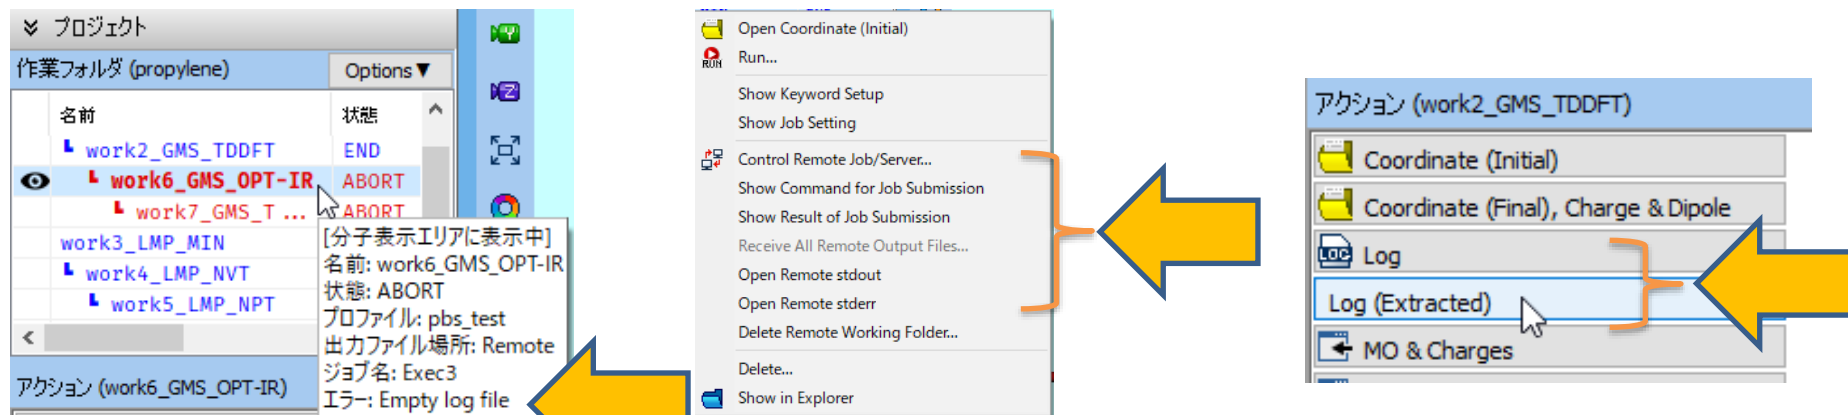 プロジェクト
作業フォルダ (propylene)
Options▼
名前
状態
work2_GMS_TDDFT
END
work6_GMS_OPT-IR
ABORT
work7_GMS_T ...
ABORT
work3_LMP_MIN
work4_LMP_NVT
work5_LMP_NPT
[分子表示エリアに表示中]
名前: work6_GMS_OPT-IR
状態: ABORT
プロファイル: pbs_test
出力ファイル場所: Remote
ジョブ名: Exec3
エラー: Empty log file
アクション (work6_GMS_OPT-IR)
Y
Z
Open Coordinate (Initial)
RUN
Run...
Show Keyword Setup
Show Job Setting
Control Remote Job/Server...
Show Command for Job Submission
Show Result of Job Submission
Receive All Remote Output Files...
Open Remote stdout
Open Remote stderr
Delete Remote Working Folder...
Delete...
Show in Explorer
アクション (work2_GMS_TDDFT)
Coordinate (Initial)
Coordinate (Final), Charge & Dipole
LOG
Log
Log (Extracted)
MO & Charges